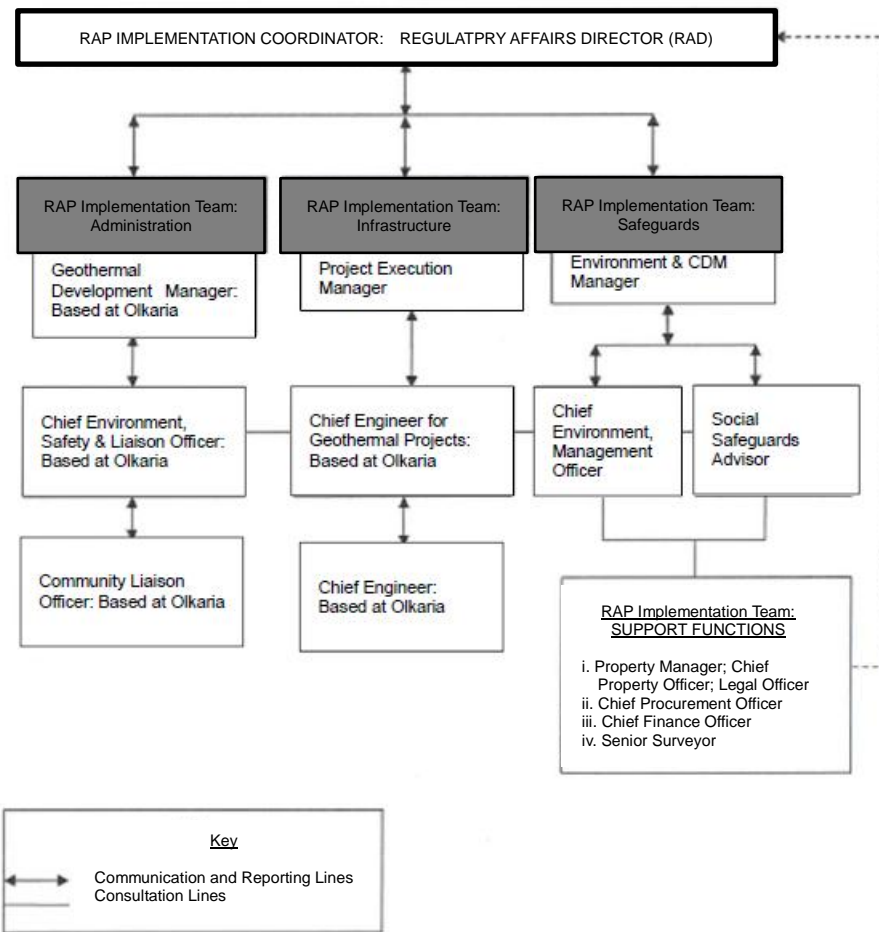 RAP IMPLEMENTATION COORDINATOR: REGULATPRY AFFAIRS DIRECTOR (RAD)
RAP Implementation Team:
Administration
RAP Implementation Team:
Infrastructure
RAP Implementation Team:
Safeguards
Geothermal
Development Manager:
Based at Olkaria
Project Execution
Manager
Environment & CDM
Manager
Chief Environment,
Safety & Liaison Officer:
Based at Olkaria
Chief Engineer for
Geothermal Projects:
Based at Olkaria
Chief
Environment,
Management
Officer
Social
Safeguards
Advisor
Community Liaison
Officer: Based at Olkaria
Chief Engineer:
Based at Olkaria
RAP Implementation Team:
SUPPORT FUNCTIONS
i. Property Manager; Chief
Property Officer; Legal Officer
ii. Chief Procurement Officer
iii. Chief Finance Officer
iv. Senior Surveyor
Key
Communication and Reporting Lines
Consultation Lines